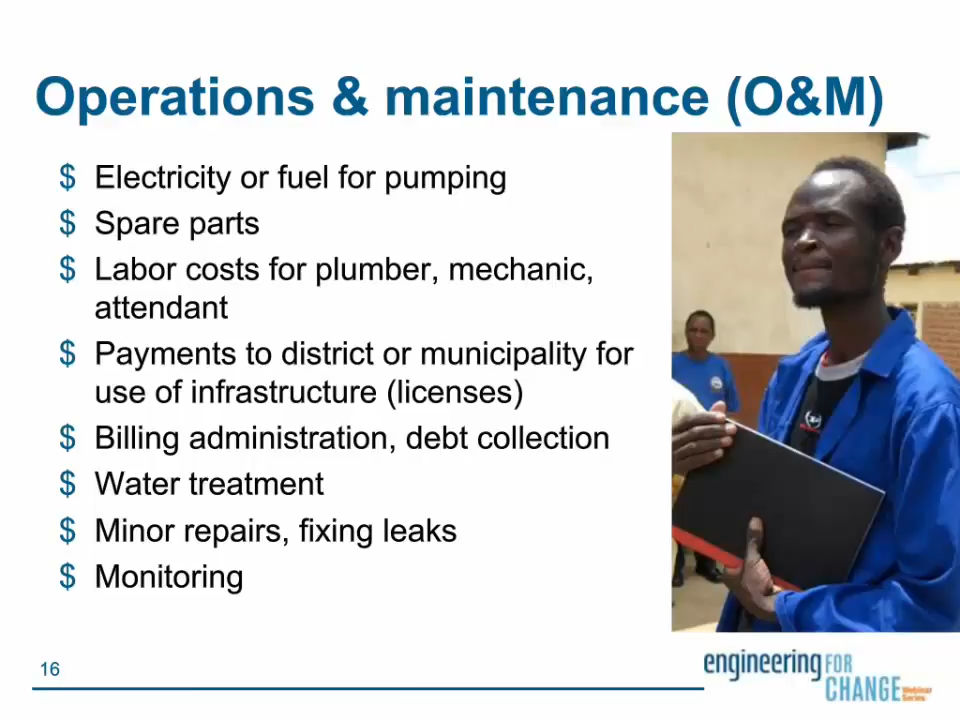 Operations & maintenance (O&M)
$ Electricity or fuel for pumping
$ Spare parts
$ Labor costs for plumber, mechanic,
attendant
$ Payments to district or municipality for
use of infrastructure (licenses)
$ Billing administration, debt collection
$ Water treatment
$ Minor repairs, fixing leaks
$ Monitoring
16
engineering FOR
CHANGE Webinar
Series